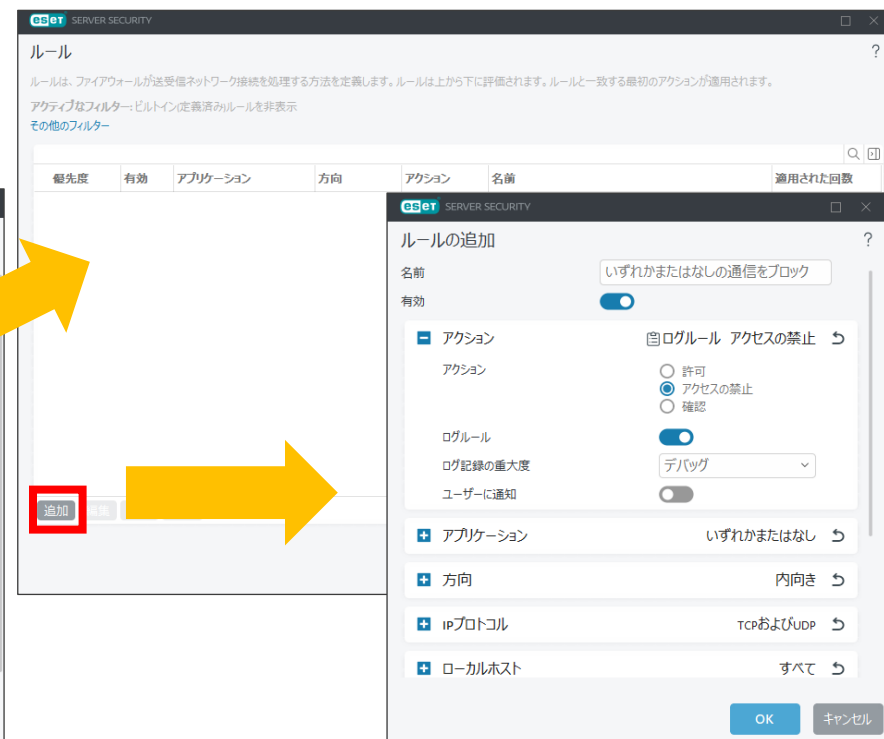 eset SERVER SECURITY
ルール
?
ルールは、ファイアウォールが送受信ネットワーク接続を処理する方法を定義します。ルールは上から下に評価されます。ルールと一致する最初のアクションが適用されます。
アクティブなフィルター: ビルトイン(定義済み)ルールを非表示
その他のフィルター
優先度 有効 アプリケーション 方向 アクション 名前 適用された回数
追加 編集
eset SERVER SECURITY
ルールの追加
?
名前 いずれかまたはなしの通信をブロック
有効
アクション ログルール アクセスの禁止
アクション 許可
アクセスの禁止
確認
ログルール
ログ記録の重大度 デバッグ
ユーザーに通知
アプリケーション いずれかまたはなし
方向 内向き
IPプロトコル TCPおよびUDP
ローカルホスト すべて
OK キャンセル